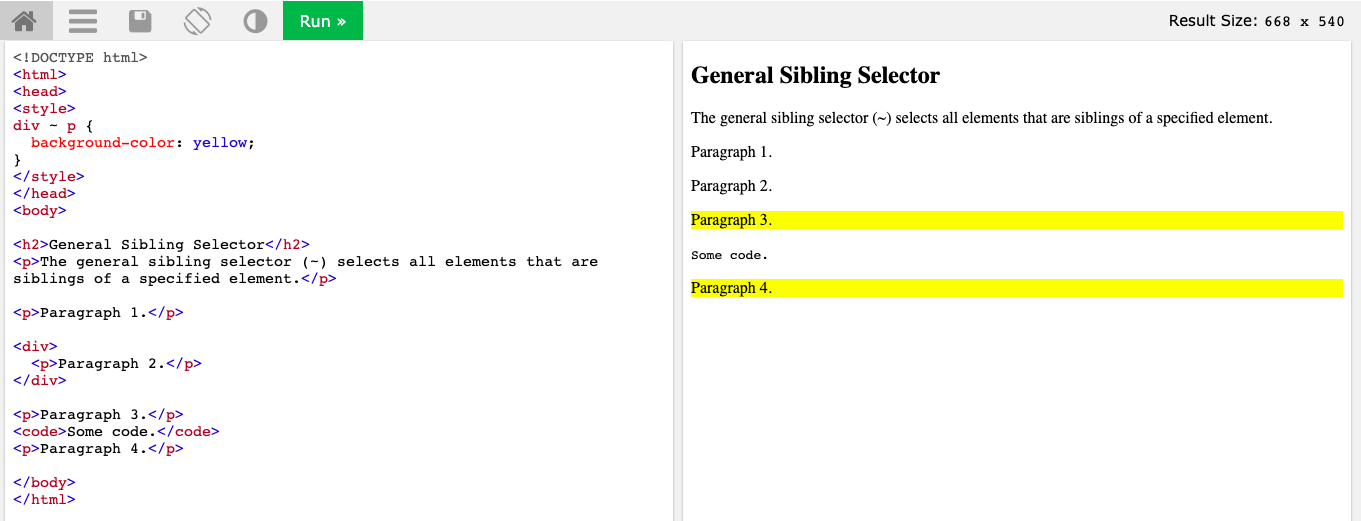 Run »
Result Size: 668 x 540
<!DOCTYPE html>
<html>
<head>
<style>
div ~ p {
  background-color: yellow;
}
</style>
</head>
<body>
<h2>General Sibling Selector</h2>
<p>The general sibling selector (~) selects all elements that are
siblings of a specified element.</p>
<p>Paragraph 1.</p>
<div>
  <p>Paragraph 2.</p>
</div>
<p>Paragraph 3.</p>
<code>Some code.</code>
<p>Paragraph 4.</p>
</body>
</html>
General Sibling Selector
The general sibling selector (~) selects all elements that are siblings of a specified element.
Paragraph 1.
Paragraph 2.
Paragraph 3.
Some code.
Paragraph 4.